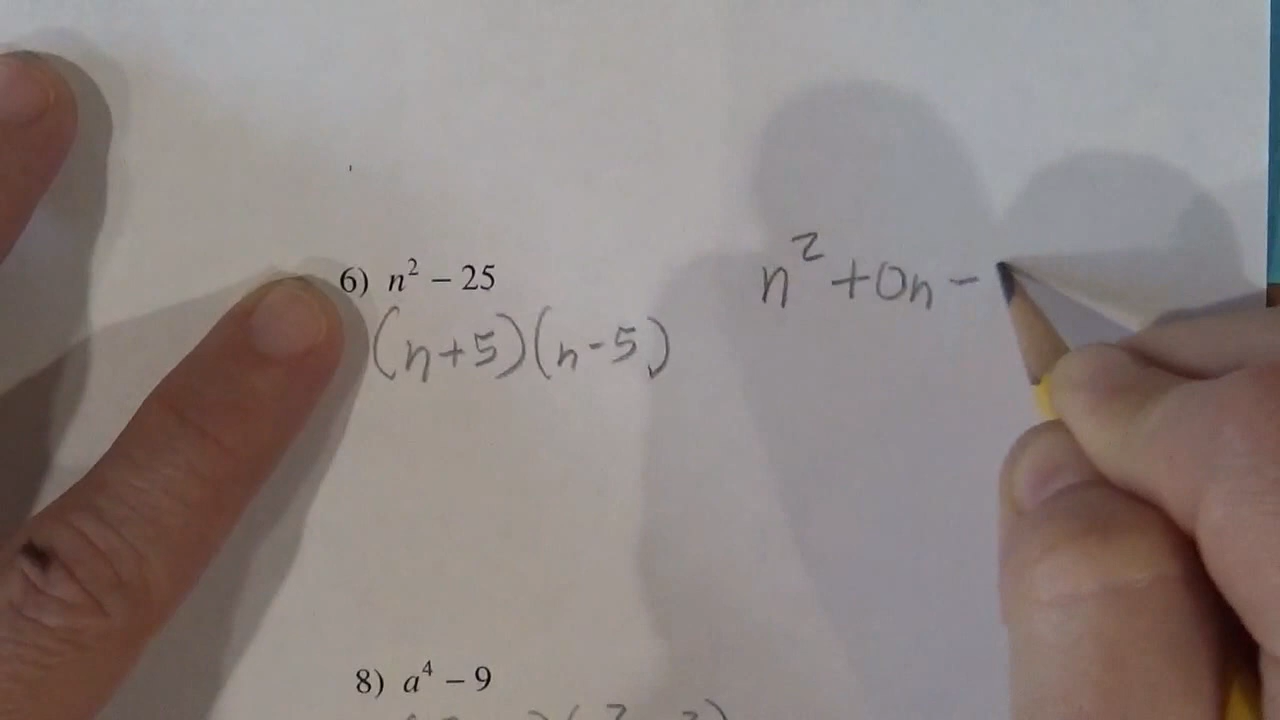 6) n² − 25
n² + 0n −
(n+5)(n-5)
8) a⁴ − 9